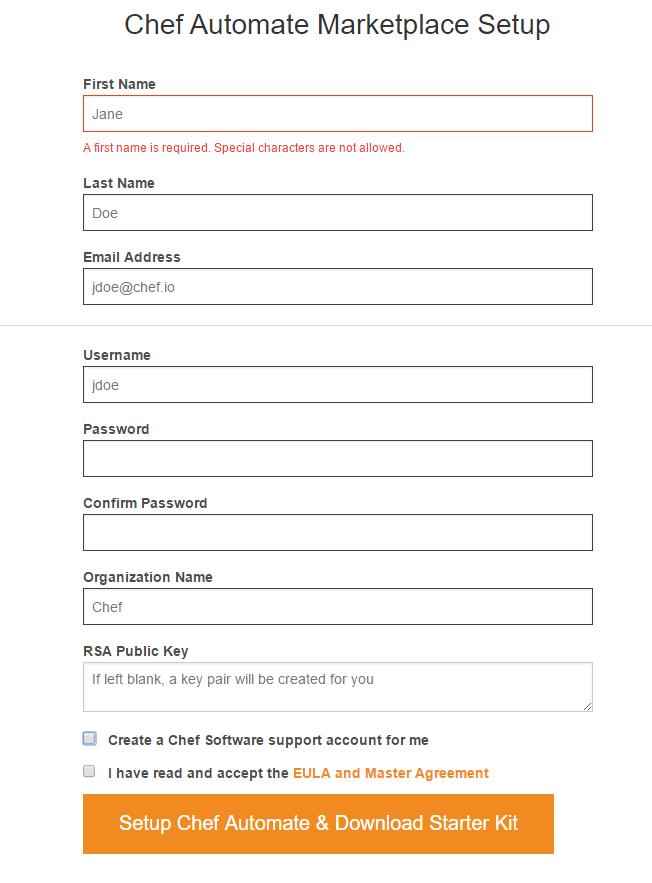 Chef Automate Marketplace Setup
First Name
Jane
A first name is required. Special characters are not allowed.
Last Name
Doe
Email Address
jdoe@chef.io
Username
jdoe
Password
Confirm Password
Organization Name
Chef
RSA Public Key
If left blank, a key pair will be created for you
Create a Chef Software support account for me
I have read and accept the EULA and Master Agreement
Setup Chef Automate & Download Starter Kit